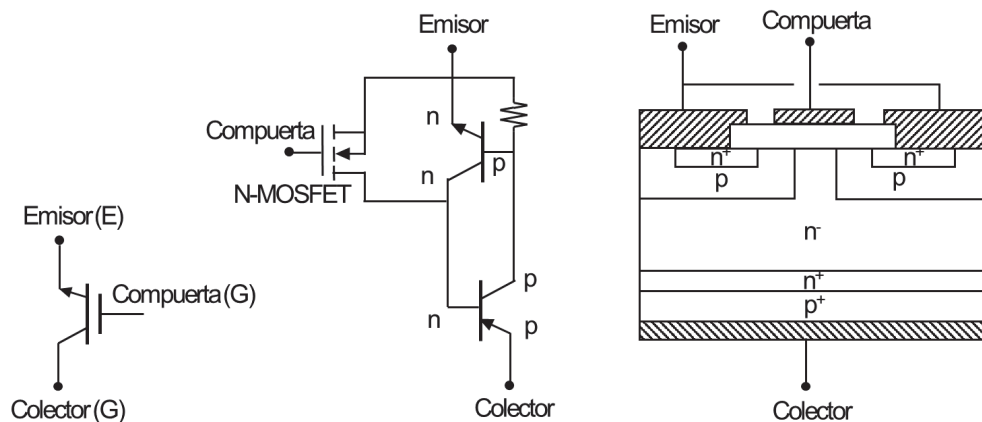 Emisor
Compuerta
n
n
p
N-MOSFET
p
n
p
Colector
Emisor (E)
Compuerta (G)
Colector (G)
Emisor
Compuerta
n+
n+
p
p
n-
n+
p+
Colector